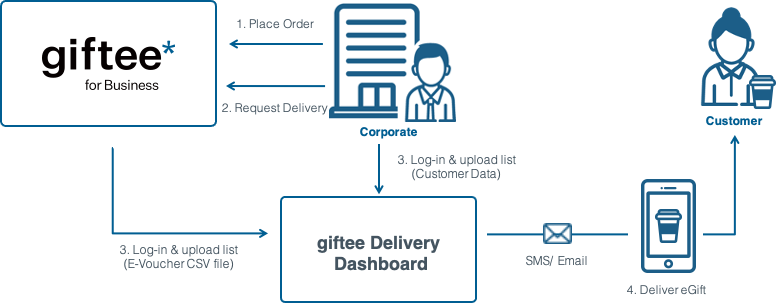 1. Place Order
giftee*
for Business
2. Request Delivery
Corporate
Customer
3. Log-in & upload list
(Customer Data)
3. Log-in & upload list
(E-Voucher CSV file)
giftee Delivery
Dashboard
SMS/ Email
4. Deliver eGift